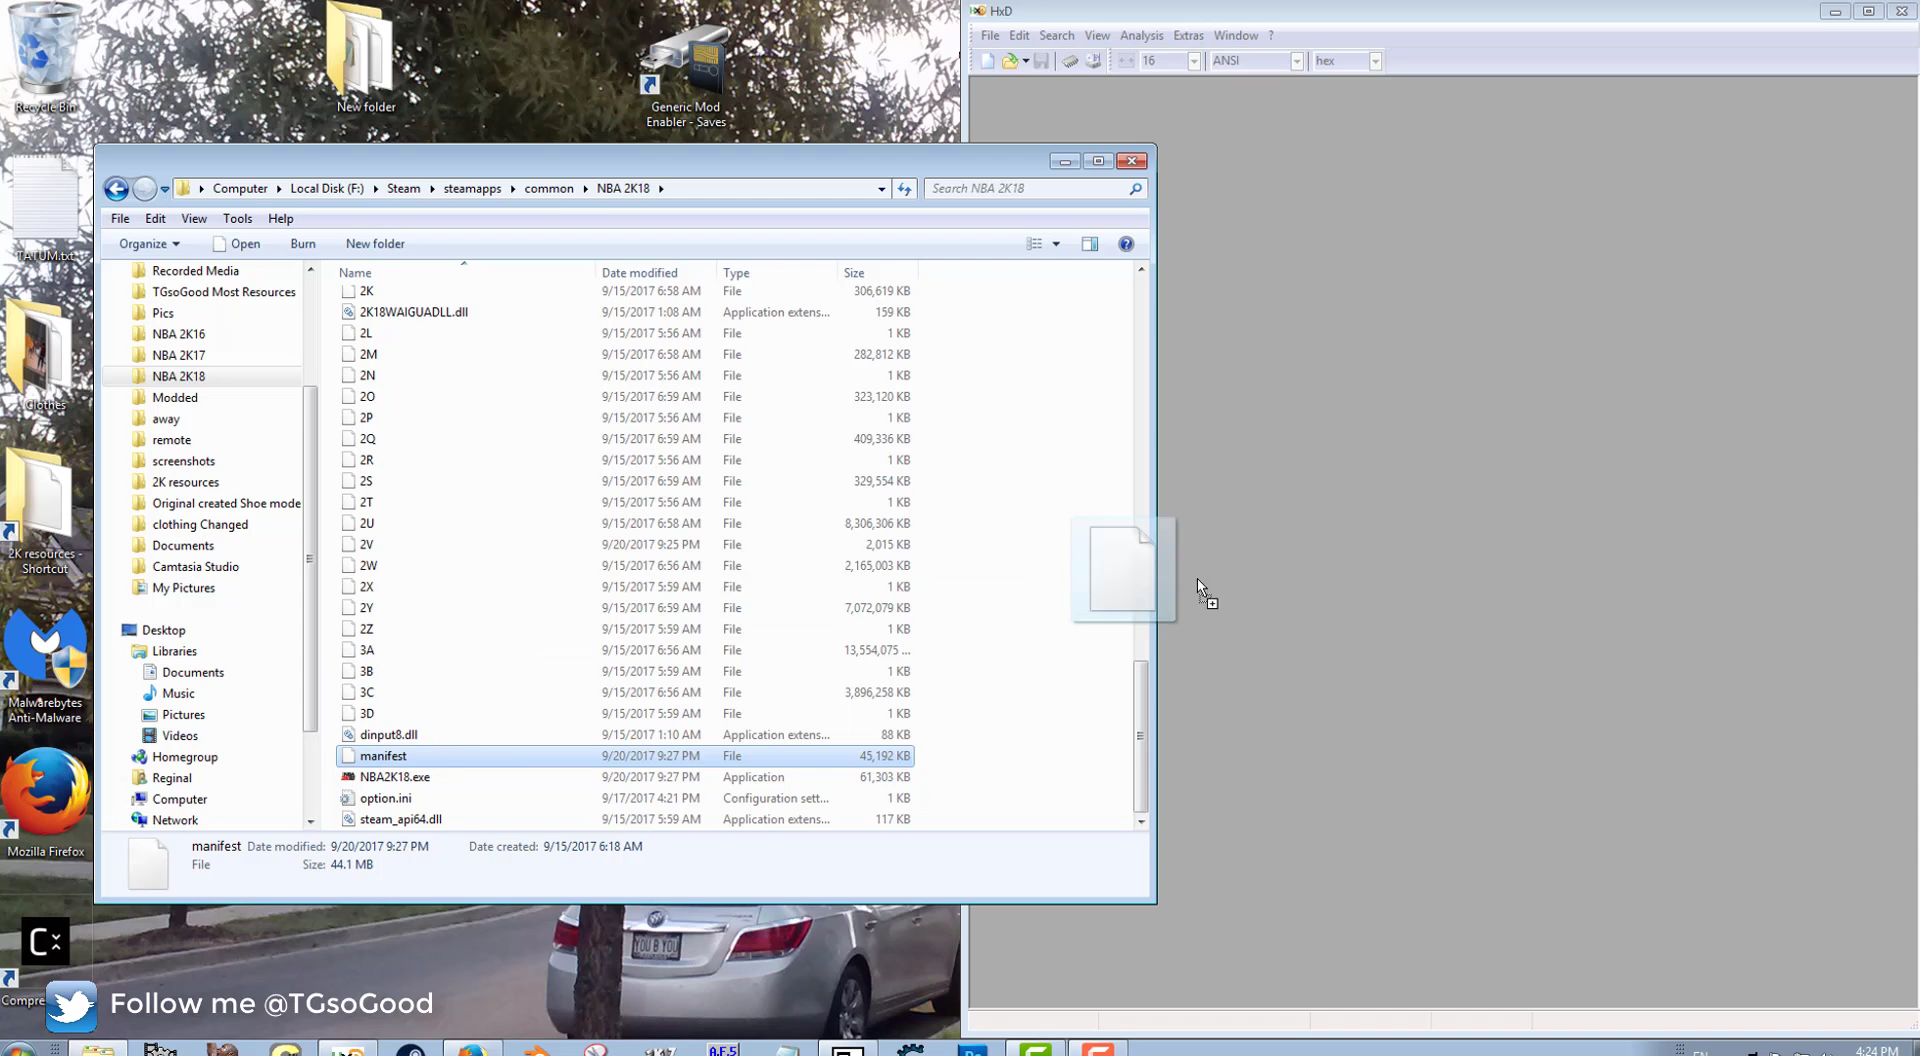 HxD
File Edit Search View Analysis Extras Window ?
16 ANSI hex
Recycle Bin
New folder
Generic Mod
Enabler - Saves
TATUM.txt
Clothes
2K resources -
Shortcut
Malwarebytes
Anti-Malware
Mozilla Firefox
Computer Local Disk (F:) Steam steamapps common NBA 2K18
Search NBA 2K18
File Edit View Tools Help
Organize Open Burn New folder
Recorded Media
TGsoGood Most Resources
Pics
NBA 2K16
NBA 2K17
NBA 2K18
Modded
away
remote
screenshots
2K resources
Original created Shoe mode
clothing Changed
Documents
Camtasia Studio
My Pictures
Desktop
Libraries
Documents
Music
Pictures
Videos
Homegroup
Reginal
Computer
Network
Name Date modified Type Size
2K 9/15/2017 6:58 AM File 306,619 KB
2K18WAIGUADLL.dll 9/15/2017 1:08 AM Application extens... 159 KB
2L 9/15/2017 5:56 AM File 1 KB
2M 9/15/2017 6:58 AM File 282,812 KB
2N 9/15/2017 5:56 AM File 1 KB
2O 9/15/2017 6:59 AM File 323,120 KB
2P 9/15/2017 5:56 AM File 1 KB
2Q 9/15/2017 6:59 AM File 409,336 KB
2R 9/15/2017 5:56 AM File 1 KB
2S 9/15/2017 6:59 AM File 329,554 KB
2T 9/15/2017 5:56 AM File 1 KB
2U 9/15/2017 6:58 AM File 8,306,306 KB
2V 9/20/2017 9:25 PM File 2,015 KB
2W 9/15/2017 6:56 AM File 2,165,003 KB
2X 9/15/2017 5:59 AM File 1 KB
2Y 9/15/2017 6:56 AM File 7,072,079 KB
2Z 9/15/2017 5:59 AM File 1 KB
3A 9/15/2017 6:56 AM File 13,554,075 ...
3B 9/15/2017 5:59 AM File 1 KB
3C 9/15/2017 6:56 AM File 3,896,258 KB
3D 9/15/2017 5:59 AM File 1 KB
dinput8.dll 9/15/2017 1:10 AM Application extens... 88 KB
manifest 9/20/2017 9:27 PM File 45,192 KB
NBA2K18.exe 9/20/2017 9:27 PM Application 61,303 KB
option.ini 9/17/2017 4:21 PM Configuration sett... 1 KB
steam_api64.dll 9/15/2017 5:59 AM Application extens... 117 KB
manifest Date modified: 9/20/2017 9:27 PM Date created: 9/15/2017 6:18 AM
File Size: 44.1 MB
YOU B YOU
Follow me @TGsoGood
4:24 PM